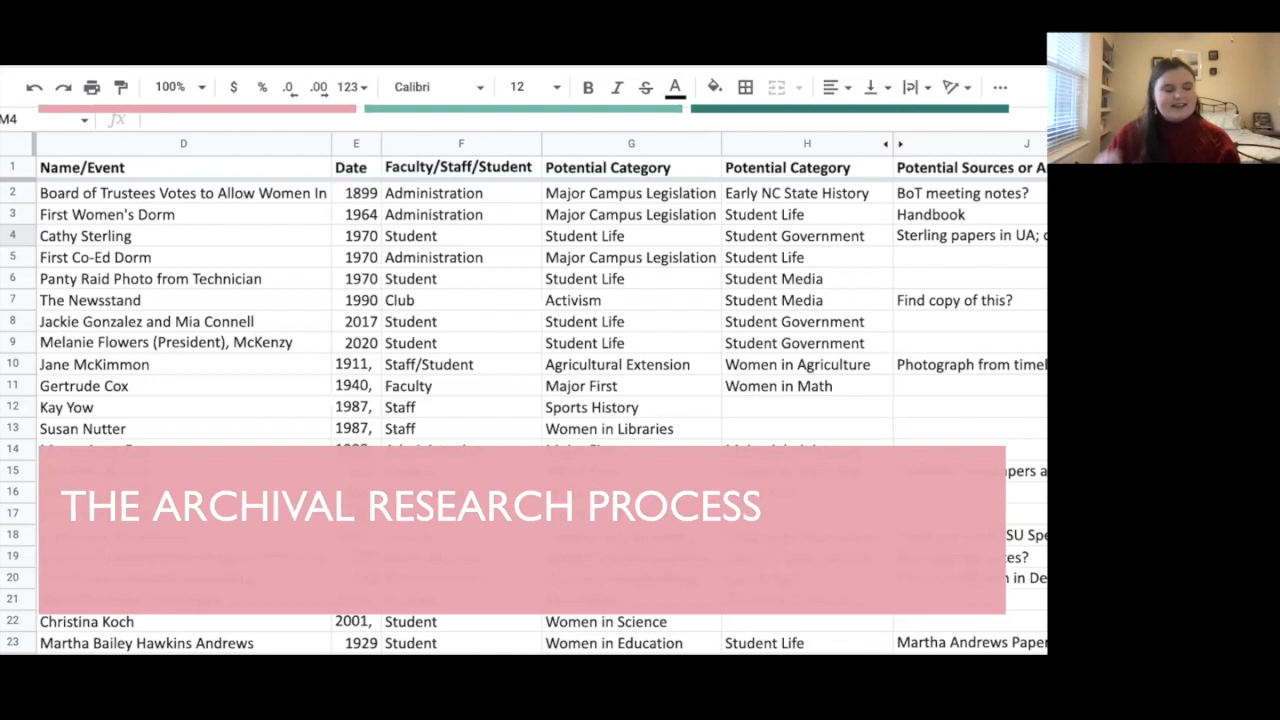 100% $ % .0 .00 123 Calibri 12 B I S A ...
M4 fx
D E F G H J
1 Name/Event Date Faculty/Staff/Student Potential Category Potential Category Potential Sources or A
2 Board of Trustees Votes to Allow Women In 1899 Administration Major Campus Legislation Early NC State History BoT meeting notes?
3 First Women's Dorm 1964 Administration Major Campus Legislation Student Life Handbook
4 Cathy Sterling 1970 Student Student Life Student Government Sterling papers in UA;
5 First Co-Ed Dorm 1970 Administration Major Campus Legislation Student Life
6 Panty Raid Photo from Technician 1970 Student Student Life Student Media
7 The Newsstand 1990 Club Activism Student Media Find copy of this?
8 Jackie Gonzalez and Mia Connell 2017 Student Student Life Student Government
9 Melanie Flowers (President), McKenzy 2020 Student Student Life Student Government
10 Jane McKimmon 1911, Staff/Student Agricultural Extension Women in Agriculture Photograph from timel
11 Gertrude Cox 1940, Faculty Major First Women in Math
12 Kay Yow 1987, Staff Sports History
13 Susan Nutter 1987, Staff Women in Libraries
14
15 pers a
16
THE ARCHIVAL RESEARCH PROCESS
17
18 SU Spe
19 es?
20 in De
21
22 Christina Koch 2001, Student Women in Science
23 Martha Bailey Hawkins Andrews 1929 Student Women in Education Student Life Martha Andrews Paper